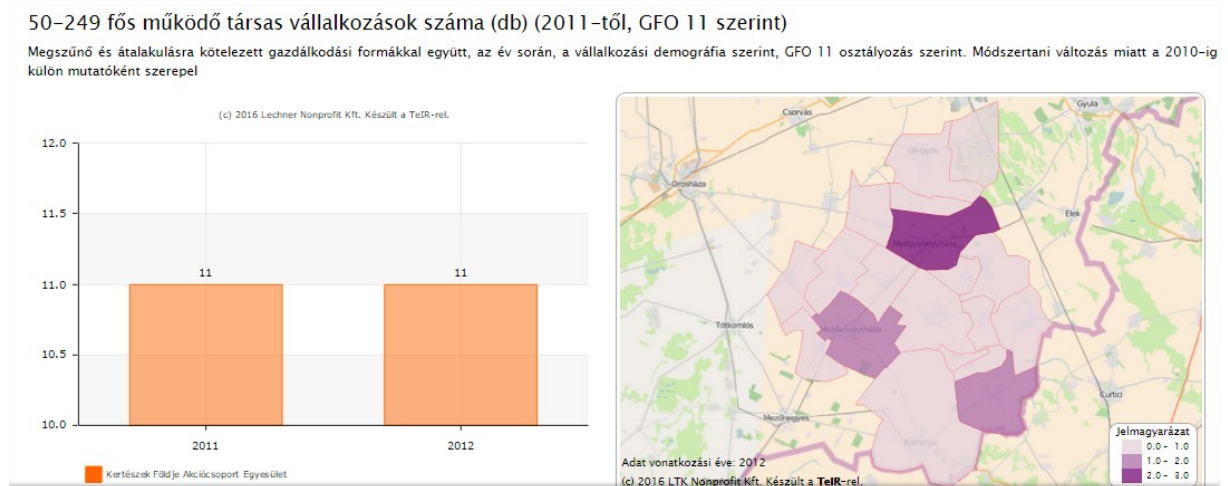 50-249 fős működő társas vállalkozások száma (db) (2011-től, GFO 11 szerint)
Megszűnő és átalakulásra kötelezett gazdálkodási formákkal együtt, az év során, a vállalkozási demográfia szerint, GFO 11 osztályozás szerint. Módszertani változás miatt a 2010-ig
külön mutatóként szerepel
(c) 2016 Lechner Nonprofit Kft. Készült a TeIR-rel.
12.0
11.5
11.0
10.5
10.0
11
11
2011
2012
Kertészek Földje Akciócsoport Egyesület
Csorvás
Gyula
Újkígyós
Orosháza
Elek
Medgyesegyháza
Tótkomlós
Mezőkovácsháza
Curtici
Mezőhegyes
Battonya
Jelmagyarázat
0.0 - 1.0
1.0 - 2.0
2.0 - 3.0
Adat vonatkozási éve: 2012
(c) 2016 LTK Nonprofit Kft. Készült a TeIR-rel.